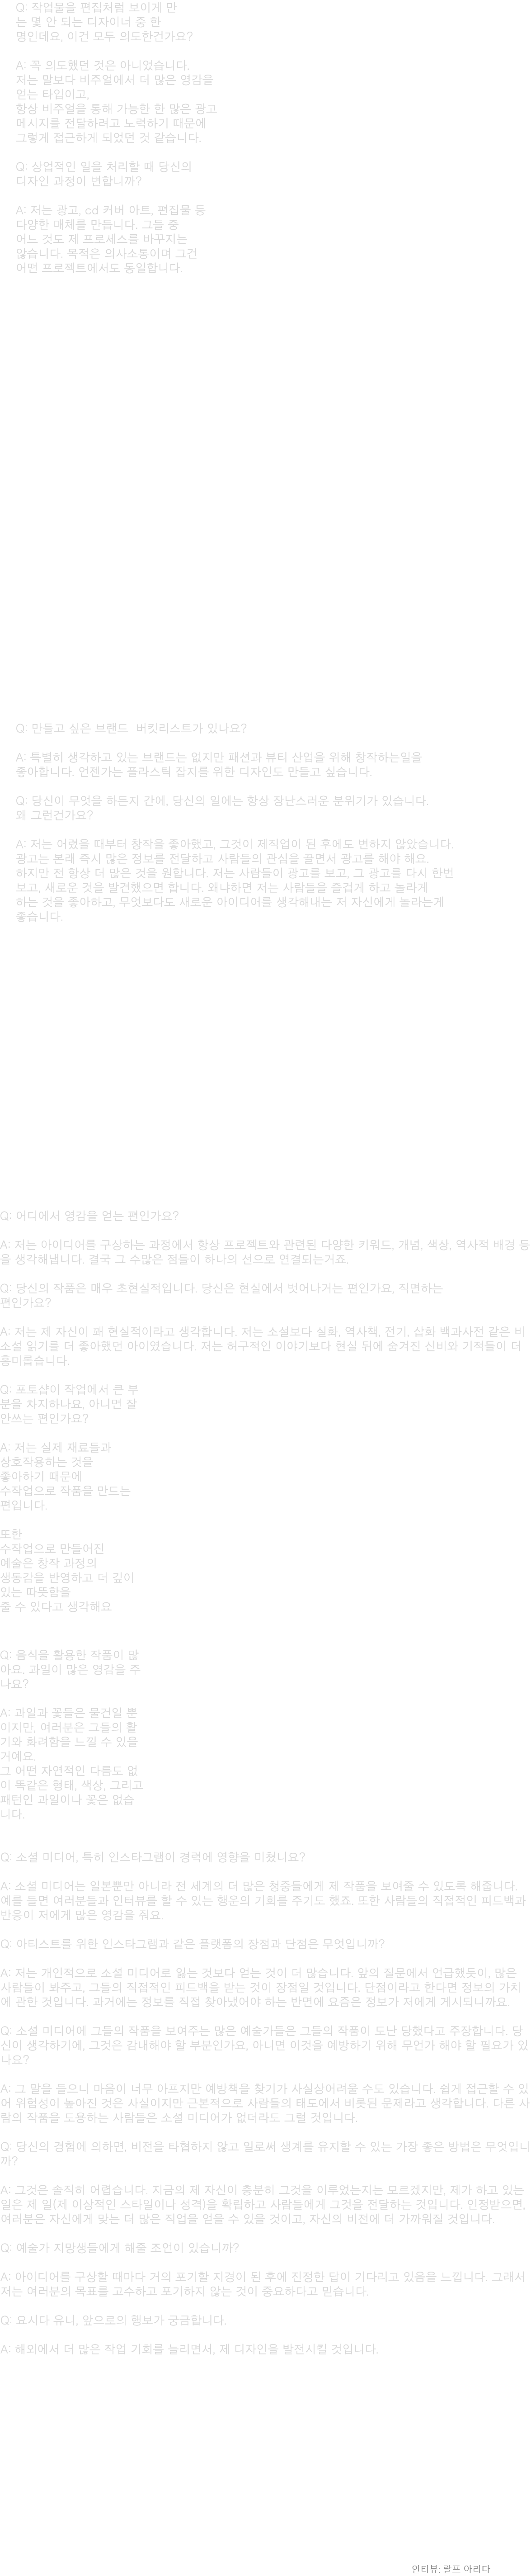 Q: 작업물을 편집처럼 보이게 만
는 몇 안 되는 디자이너 중 한
명인데요, 이건 모두 의도한건가요?
A: 꼭 의도했던 것은 아니었습니다.
저는 말보다 비주얼에서 더 많은 영감을
얻는 타입이고,
항상 비주얼을 통해 가능한 한 많은 광고
메시지를 전달하려고 노력하기 때문에
그렇게 접근하게 되었던 것 같습니다.
Q: 상업적인 일을 처리할 때 당신의
디자인 과정이 변합니까?
A: 저는 광고, cd 커버 아트, 편집물 등
다양한 매체를 만듭니다. 그들 중
어느 것도 제 프로세스를 바꾸지는
않습니다. 목적은 의사소통이며 그건
어떤 프로젝트에서도 동일합니다.
Q: 만들고 싶은 브랜드 버킷리스트가 있나요?
A: 특별히 생각하고 있는 브랜드는 없지만 패션과 뷰티 산업을 위해 창작하는일을
좋아합니다. 언젠가는 플라스틱 잡지를 위한 디자인도 만들고 싶습니다.
Q: 당신이 무엇을 하든지 간에, 당신의 일에는 항상 장난스러운 분위기가 있습니다.
왜 그런건가요?
A: 저는 어렸을 때부터 창작을 좋아했고, 그것이 제직업이 된 후에도 변하지 않았습니다.
광고는 본래 즉시 많은 정보를 전달하고 사람들의 관심을 끌면서 광고를 해야 해요.
하지만 전 항상 더 많은 것을 원합니다. 저는 사람들이 광고를 보고, 그 광고를 다시 한번
보고, 새로운 것을 발견했으면 합니다. 왜냐하면 저는 사람들을 즐겁게 하고 놀라게
하는 것을 좋아하고, 무엇보다도 새로운 아이디어를 생각해내는 저 자신에게 놀라는게
좋습니다.
Q: 어디에서 영감을 얻는 편인가요?
A: 저는 아이디어를 구상하는 과정에서 항상 프로젝트와 관련된 다양한 키워드, 개념, 색상, 역사적 배경 등
을 생각해냅니다. 결국 그 수많은 점들이 하나의 선으로 연결되는거죠.
Q: 당신의 작품은 매우 초현실적입니다. 당신은 현실에서 벗어나거는 편인가요, 직면하는
편인가요?
A: 저는 제 자신이 꽤 현실적이라고 생각합니다. 저는 소설보다 실화, 역사책, 전기, 삽화 백과사전 같은 비
소설 읽기를 더 좋아했던 아이였습니다. 저는 허구적인 이야기보다 현실 뒤에 숨겨진 신비와 기적들이 더
흥미롭습니다.
Q: 포토샵이 작업에서 큰 부
분을 차지하나요, 아니면 잘
안쓰는 편인가요?
A: 저는 실제 재료들과
상호작용하는 것을
좋아하기 때문에
수작업으로 작품을 만드는
편입니다.
또한
수작업으로 만들어진
예술은 창작 과정의
생동감을 반영하고 더 깊이
있는 따뜻함을
줄 수 있다고 생각해요
Q: 음식을 활용한 작품이 많
아요. 과일이 많은 영감을 주
나요?
A: 과일과 꽃들은 물건일 뿐
이지만, 여러분은 그들의 활
기와 화려함을 느낄 수 있을
거예요.
그 어떤 자연적인 다름도 없
이 똑같은 형태, 색상, 그리고
패턴인 과일이나 꽃은 없습
니다.
Q: 소셜 미디어, 특히 인스타그램이 경력에 영향을 미쳤니요?
A: 소셜 미디어는 일본뿐만 아니라 전 세계의 더 많은 청중들에게 제 작품을 보여줄 수 있도록 해줍니다.
예를 들면 여러분들과 인터뷰를 할 수 있는 행운의 기회를 주기도 했죠. 또한 사람들의 직접적인 피드백과
반응이 저에게 많은 영감을 줘요.
Q: 아티스트를 위한 인스타그램과 같은 플랫폼의 장점과 단점은 무엇입니까?
A: 저는 개인적으로 소셜 미디어로 잃는 것보다 얻는 것이 더 많습니다. 앞의 질문에서 언급했듯이, 많은
사람들이 봐주고, 그들의 직접적인 피드백을 받는 것이 장점일 것입니다. 단점이라고 한다면 정보의 가치
에 관한 것입니다. 과거에는 정보를 직접 찾아냈어야 하는 반면에 요즘은 정보가 저에게 게시되니까요.
Q: 소셜 미디어에 그들의 작품을 보여주는 많은 예술가들은 그들의 작품이 도난 당했다고 주장합니다. 당
신이 생각하기에, 그것은 감내해야 할 부분인가요, 아니면 이것을 예방하기 위해 무언가 해야 할 필요가 있
나요?
A: 그 말을 들으니 마음이 너무 아프지만 예방책을 찾기가 사실상어려울 수도 있습니다. 쉽게 접근할 수 있
어 위험성이 높아진 것은 사실이지만 근본적으로 사람들의 태도에서 비롯된 문제라고 생각합니다. 다른 사
람의 작품을 도용하는 사람들은 소셜 미디어가 없더라도 그럴 것입니다.
Q: 당신의 경험에 의하면, 비전을 타협하지 않고 일로써 생계를 유지할 수 있는 가장 좋은 방법은 무엇입니
까?
A: 그것은 솔직히 어렵습니다. 지금의 제 자신이 충분히 그것을 이루었는지는 모르겠지만, 제가 하고 있는
일은 제 일(제 이상적인 스타일이나 성격)을 확립하고 사람들에게 그것을 전달하는 것입니다. 인정받으면,
여러분은 자신에게 맞는 더 많은 직업을 얻을 수 있을 것이고, 자신의 비전에 더 가까워질 것입니다.
Q: 예술가 지망생들에게 해줄 조언이 있습니까?
A: 아이디어를 구상할 때마다 거의 포기할 지경이 된 후에 진정한 답이 기다리고 있음을 느낍니다. 그래서
저는 여러분의 목표를 고수하고 포기하지 않는 것이 중요하다고 믿습니다.
Q: 요시다 유니, 앞으로의 행보가 궁금합니다.
A: 해외에서 더 많은 작업 기회를 늘리면서, 제 디자인을 발전시킬 것입니다.
인터뷰: 랄프 아리다